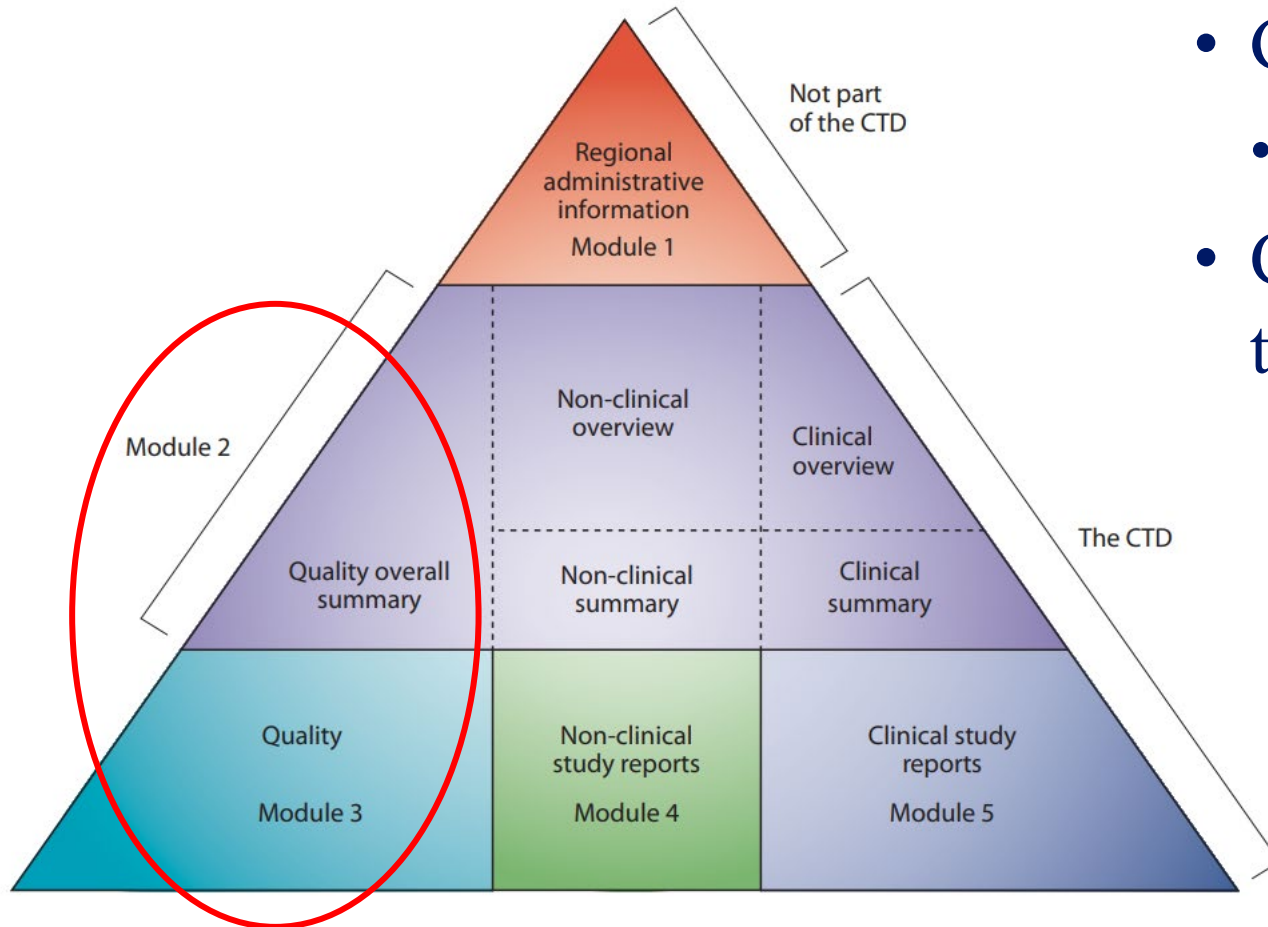 Not part
of the CTD
Regional
administrative
information
Module 1
Module 2
Non-clinical
overview
Clinical
overview
The CTD
Quality overall
summary
Non-clinical
summary
Clinical
summary
Quality
Module 3
Non-clinical
study reports
Module 4
Clinical study
reports
Module 5